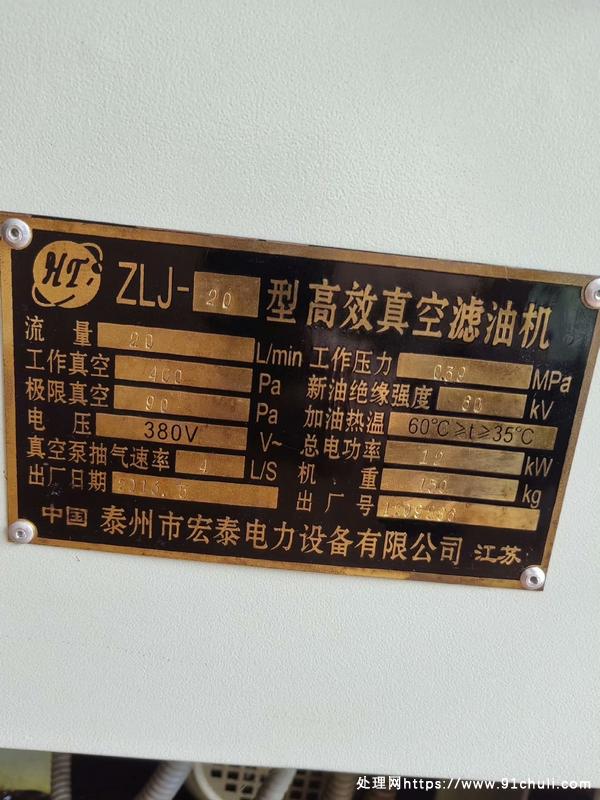 HT
ZLJ-20型高效真空滤油机
流量 20 L/min 工作压力 039 MPa
工作真空 400 Pa 新油绝缘强度 60 kV
极限真空 90 Pa 加油热温 60℃≥t≥35℃
电压 380V V~ 总电功率 12 kW
真空泵抽气速率 4 L/S 机重 150 kg
出厂日期 出厂号
中国 泰州市宏泰电力设备有限公司 江苏
处理网https://www.91chuli.com